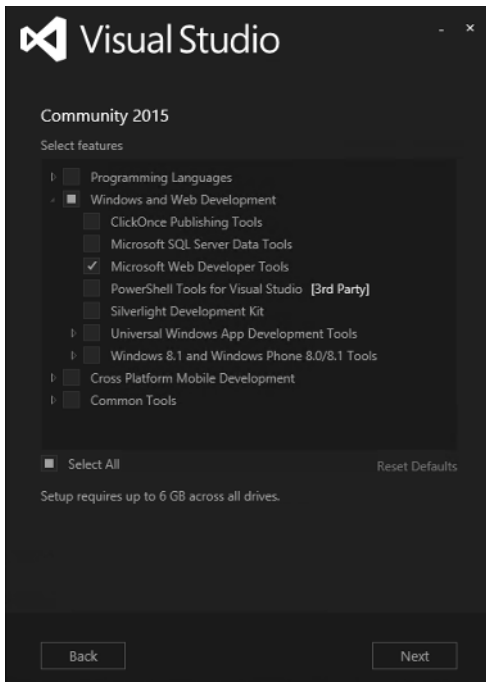 Visual Studio
Community 2015
Select features
Programming Languages
Windows and Web Development
ClickOnce Publishing Tools
Microsoft SQL Server Data Tools
Microsoft Web Developer Tools
PowerShell Tools for Visual Studio [3rd Party]
Silverlight Development Kit
Universal Windows App Development Tools
Windows 8.1 and Windows Phone 8.0/8.1 Tools
Cross Platform Mobile Development
Common Tools
Select All
Reset Defaults
Setup requires up to 6 GB across all drives.
Back
Next